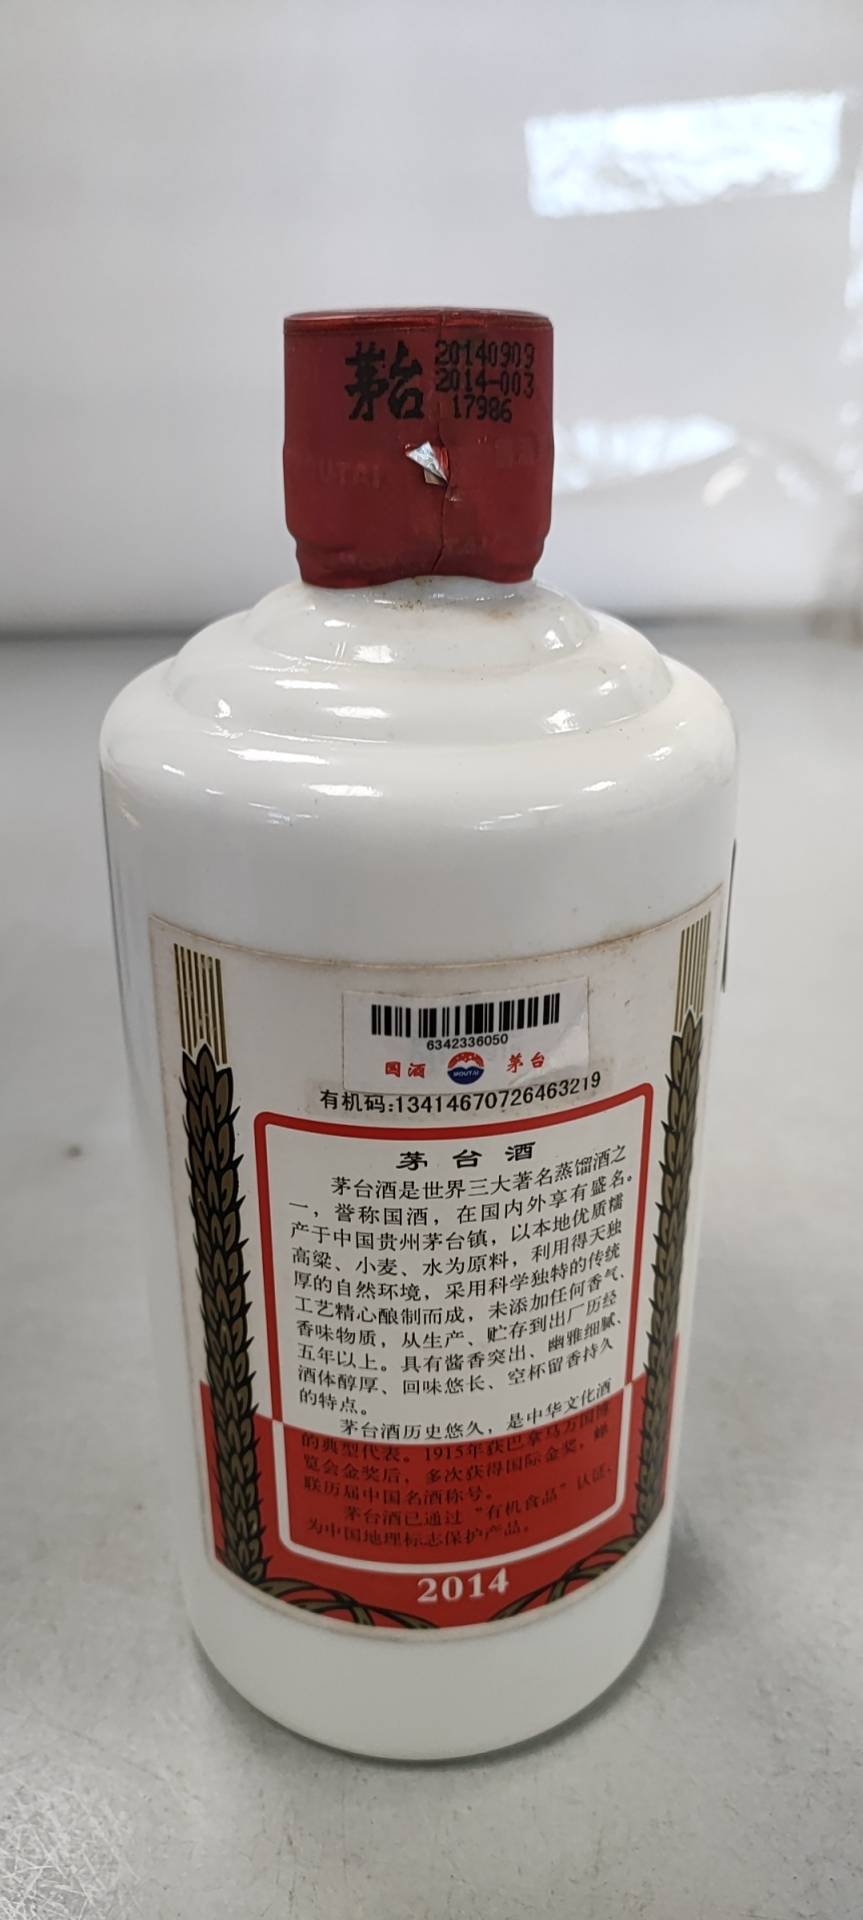 茅台
20140909
2014-003
17986
OUTAI
6342336050
国酒 MOUTAI 茅台
有机码:13414670726463219
茅台酒
茅台酒是世界三大著名蒸馏酒之
一，誉称国酒，在国内外享有盛名。
产于中国贵州茅台镇，以本地优质糯
高粱、小麦、水为原料，利用得天独
厚的自然环境，采用科学独特的传统
工艺精心酿制而成，未添加任何香气、
香味物质，从生产、贮存到出厂历经
五年以上。具有酱香突出、幽雅细腻、
酒体醇厚、回味悠长、空杯留香持久
的特点。
茅台酒历史悠久，是中华文化酒
的典型代表。1915年获巴拿马万国博
览会金奖后，多次获得国际金奖，蝉
联历届中国名酒称号。
茅台酒已通过“有机食品”认证、
为中国地理标志保护产品。
2014